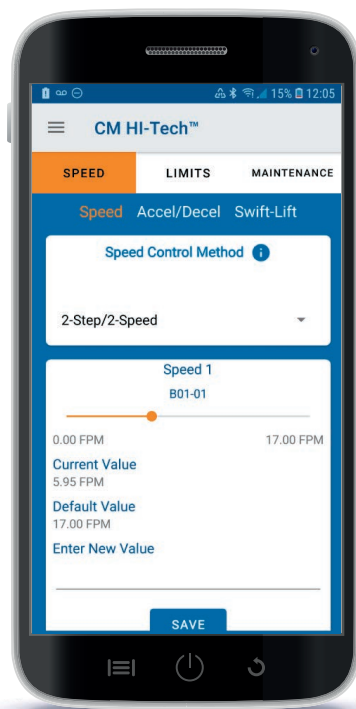 15% 12:05
CM HI-Tech™
SPEED LIMITS MAINTENANCE
Speed Accel/Decel Swift-Lift
Speed Control Method i
2-Step/2-Speed
Speed 1
B01-01
0.00 FPM 17.00 FPM
Current Value
5.95 FPM
Default Value
17.00 FPM
Enter New Value
SAVE